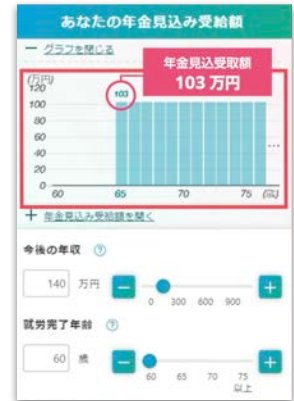 あなたの年金見込み受給額
− グラフを閉じる
年金見込受取額
103 万円
(万円)
120
103
100
80
60
40
20
0
60 65 70 75 (歳)
…
+ 年金見込み受給額を開く
今後の年収 ?
140 万円 − +
0 300 600 900
就労完了年齢 ?
60 歳 − +
60 65 70 75
以上